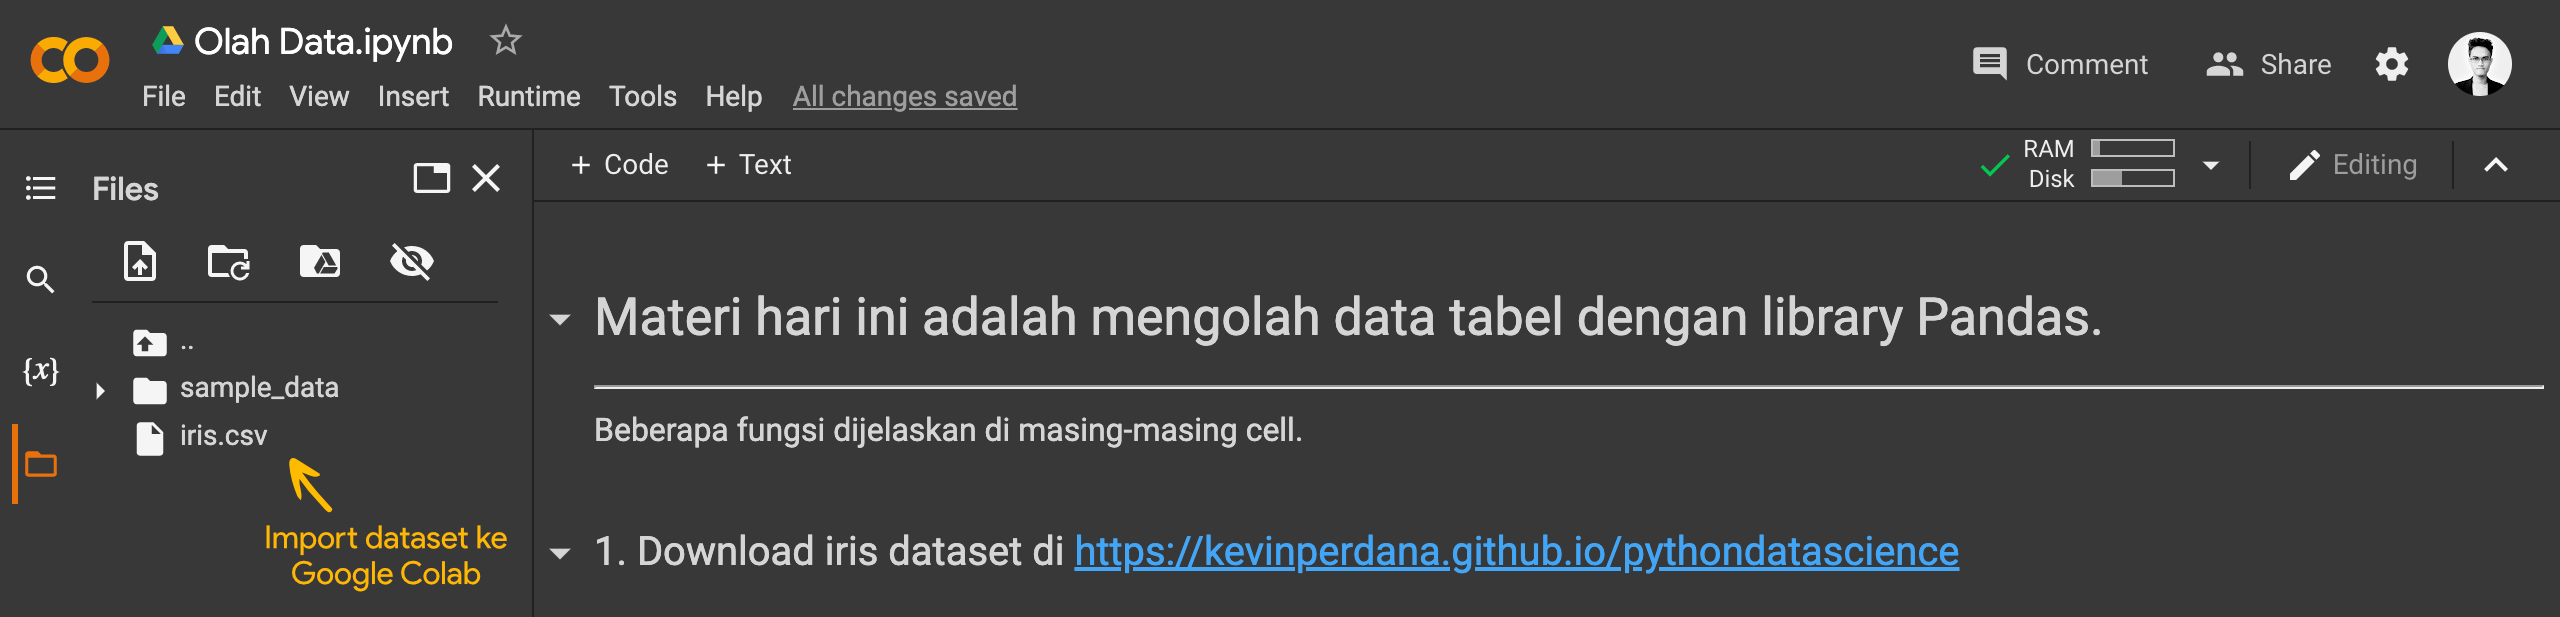 Olah Data.ipynb
File Edit View Insert Runtime Tools Help All changes saved
Comment Share
Files
+ Code + Text
RAM
Disk
Editing
..
sample_data
{x}
iris.csv
Import dataset ke
Google Colab
Materi hari ini adalah mengolah data tabel dengan library Pandas.
Beberapa fungsi dijelaskan di masing-masing cell.
1. Download iris dataset di https://kevinperdana.github.io/pythondatascience